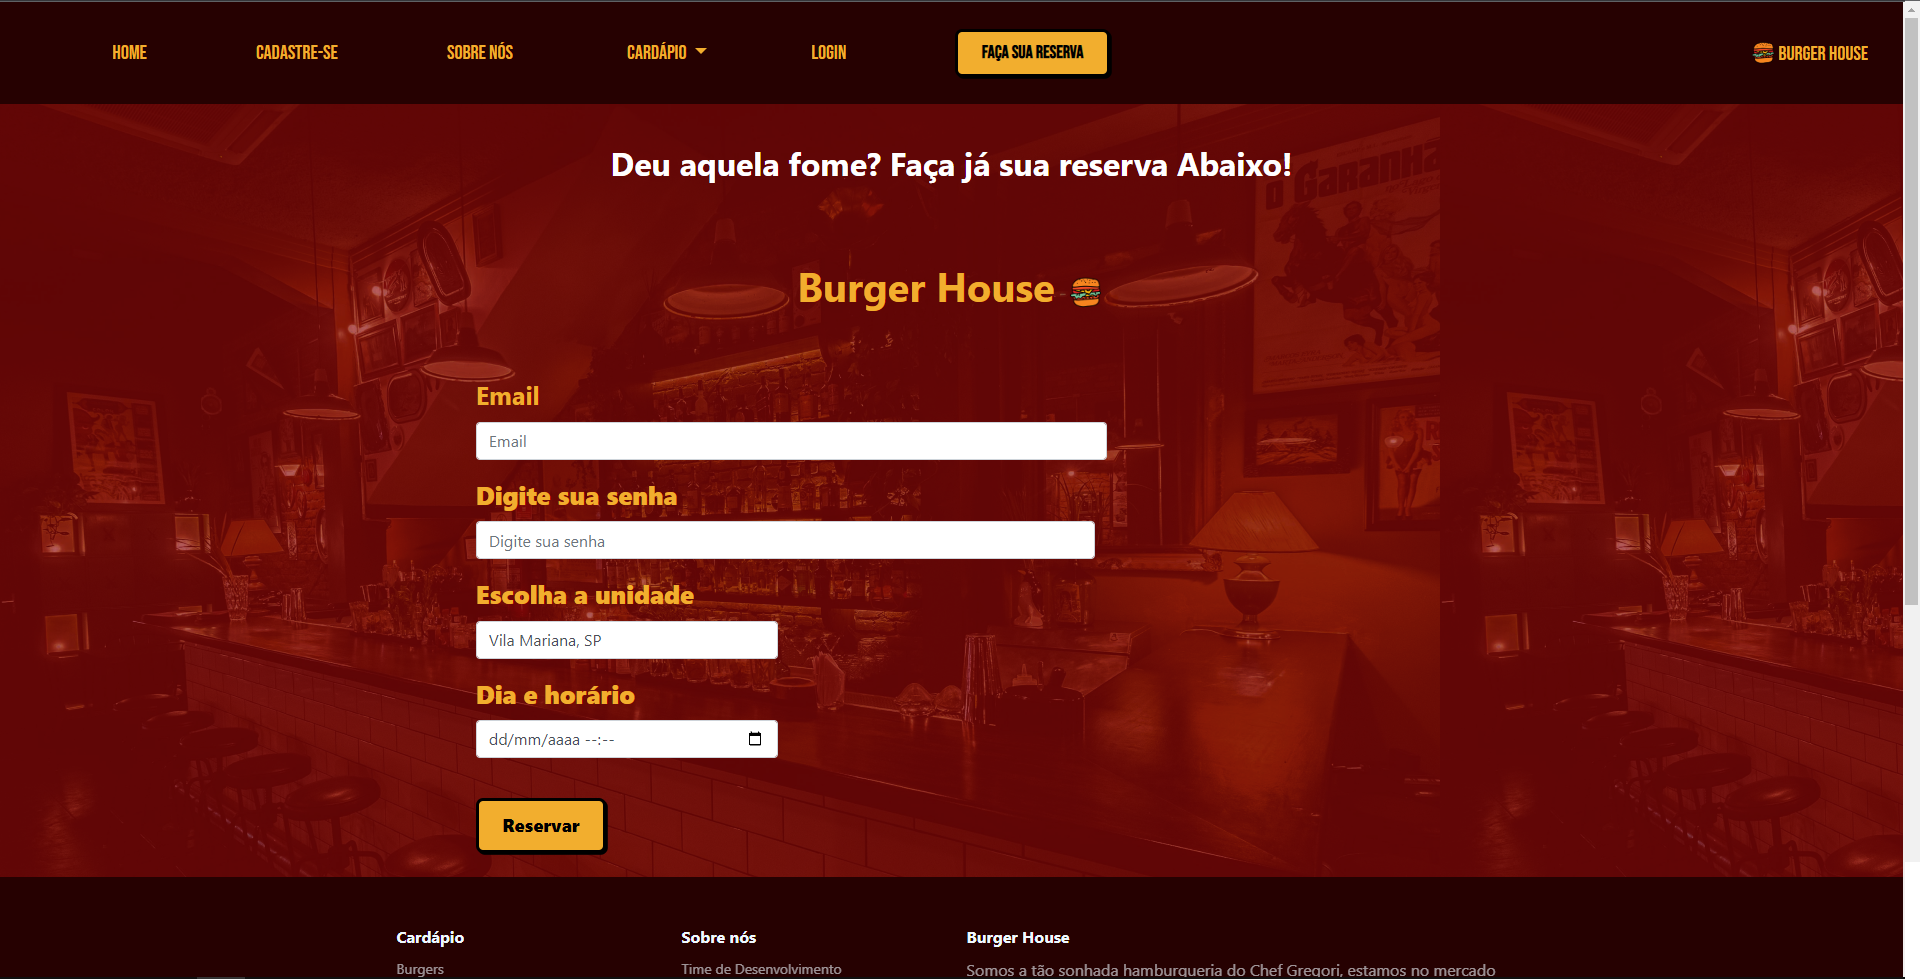 HOME
CADASTRE-SE
SOBRE NÓS
CARDÁPIO
LOGIN
FAÇA SUA RESERVA
BURGER HOUSE
Deu aquela fome? Faça já sua reserva Abaixo!
O GARANHA
Burger House
Email
Email
Digite sua senha
Digite sua senha
Escolha a unidade
Vila Mariana, SP
Dia e horário
dd/mm/aaaa --:--
Reservar
Cardápio
Sobre nós
Burger House
Burgers
Time de Desenvolvimento
Somos a tão sonhada hamburgueria do Chef Gregori, estamos no mercado